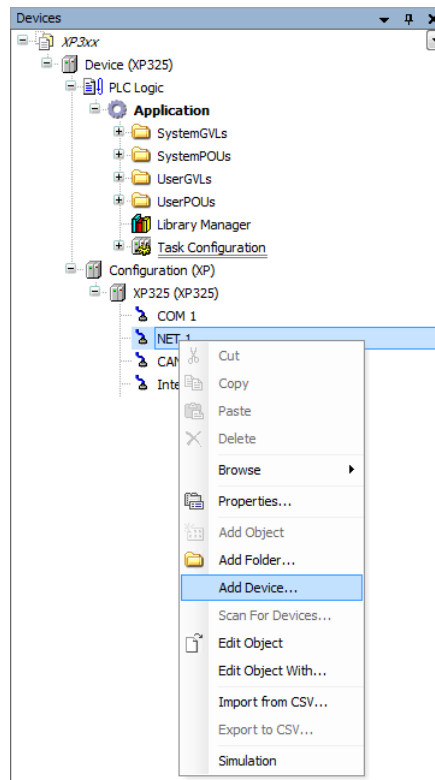 Devices
XP3xx
Device (XP325)
PLC Logic
Application
SystemGVLs
SystemPOUs
UserGVLs
UserPOUs
Library Manager
Task Configuration
Configuration (XP)
XP325 (XP325)
COM 1
NET 1
CAN
Inte
Cut
Copy
Paste
Delete
Browse
Properties...
Add Object
Add Folder...
Add Device...
Scan For Devices...
Edit Object
Edit Object With...
Import from CSV...
Export to CSV...
Simulation